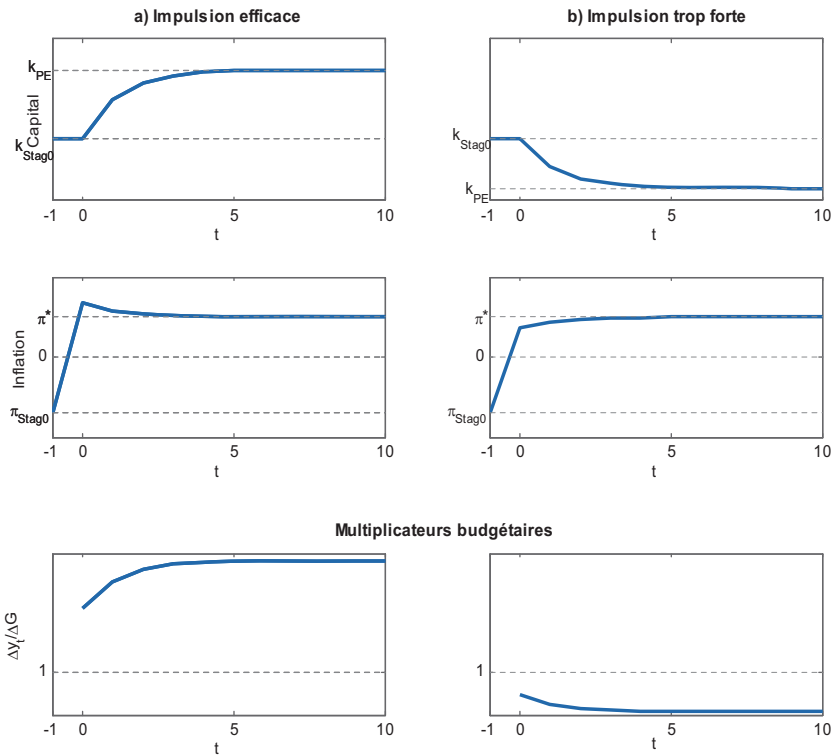 a) Impulsion efficace
b) Impulsion trop forte
k_PE
Capital
k_Stag0
-1 0 5 10
t
k_Stag0
k_PE
-1 0 5 10
t
π*
0
Inflation
π_Stag0
-1 0 5 10
t
π*
0
π_Stag0
-1 0 5 10
t
Multiplicateurs budgétaires
Δy_t/ΔG
1
-1 0 5 10
t
1
-1 0 5 10
t